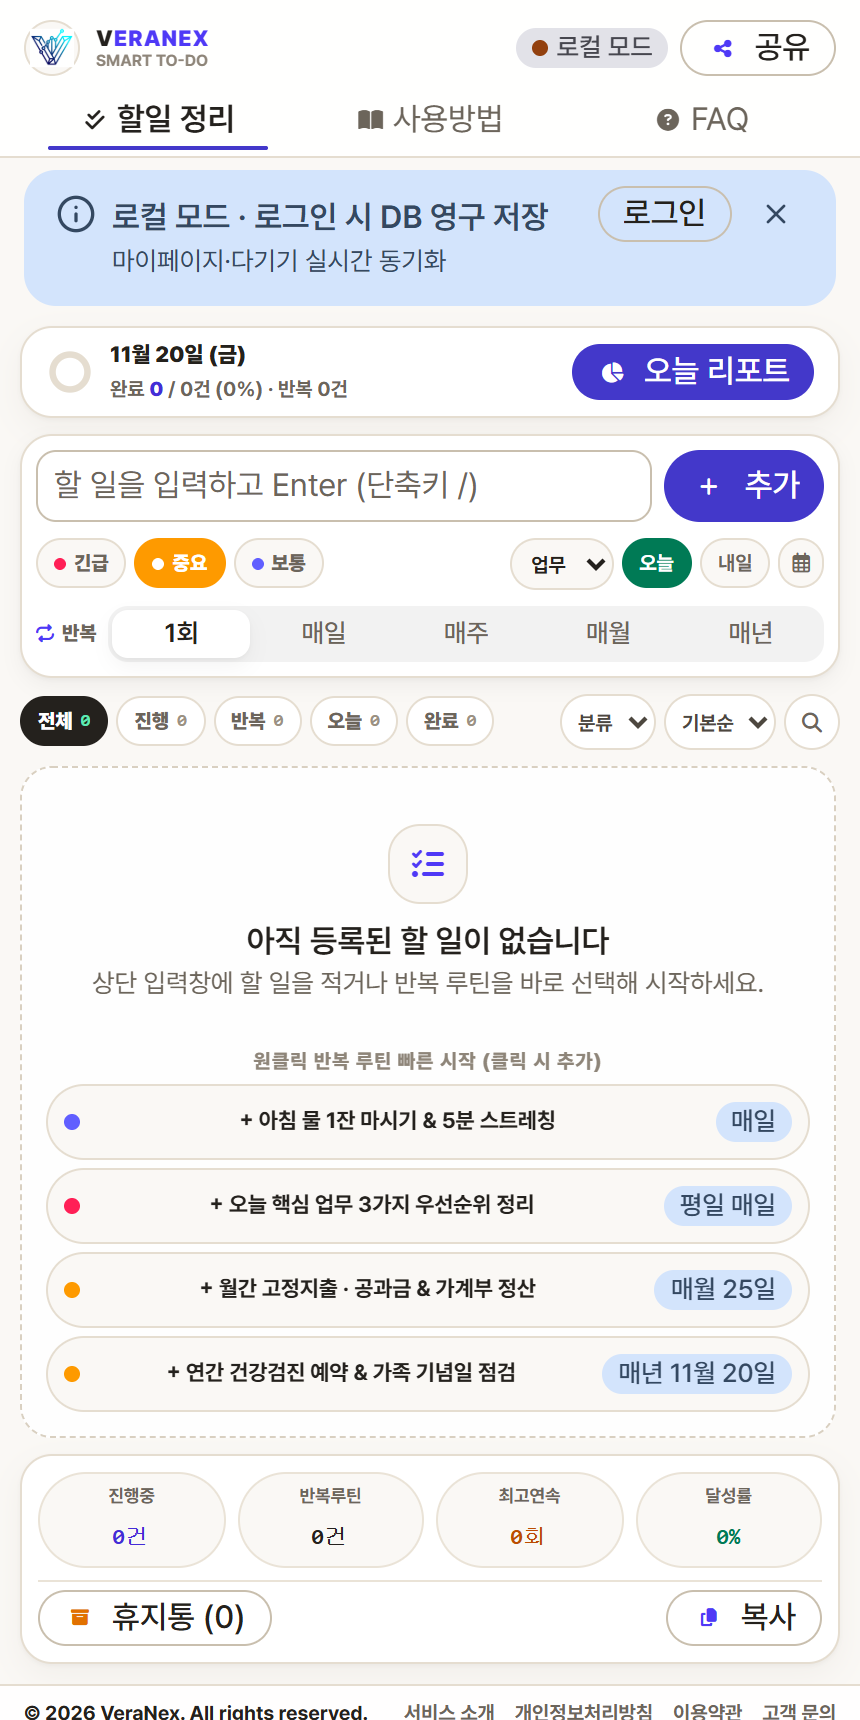 VERANEX
SMART TO-DO
로컬 모드
공유
할일 정리
사용방법
FAQ
로컬 모드 · 로그인 시 DB 영구 저장
로그인
마이페이지·다기기 실시간 동기화
11월 20일 (금)
완료 0 / 0건 (0%) · 반복 0건
오늘 리포트
할 일을 입력하고 Enter (단축키 /)
+ 추가
긴급
중요
보통
업무
오늘
내일
반복
1회
매일
매주
매월
매년
전체 0
진행 0
반복 0
오늘 0
완료 0
분류
기본순
아직 등록된 할 일이 없습니다
상단 입력창에 할 일을 적거나 반복 루틴을 바로 선택해 시작하세요.
원클릭 반복 루틴 빠른 시작 (클릭 시 추가)
+ 아침 물 1잔 마시기 & 5분 스트레칭
매일
+ 오늘 핵심 업무 3가지 우선순위 정리
평일 매일
+ 월간 고정지출 · 공과금 & 가계부 정산
매월 25일
+ 연간 건강검진 예약 & 가족 기념일 점검
매년 11월 20일
진행중
0건
반복루틴
0건
최고연속
0회
달성률
0%
휴지통 (0)
복사
© 2026 VeraNex. All rights reserved.
서비스 소개
개인정보처리방침
이용약관
고객 문의